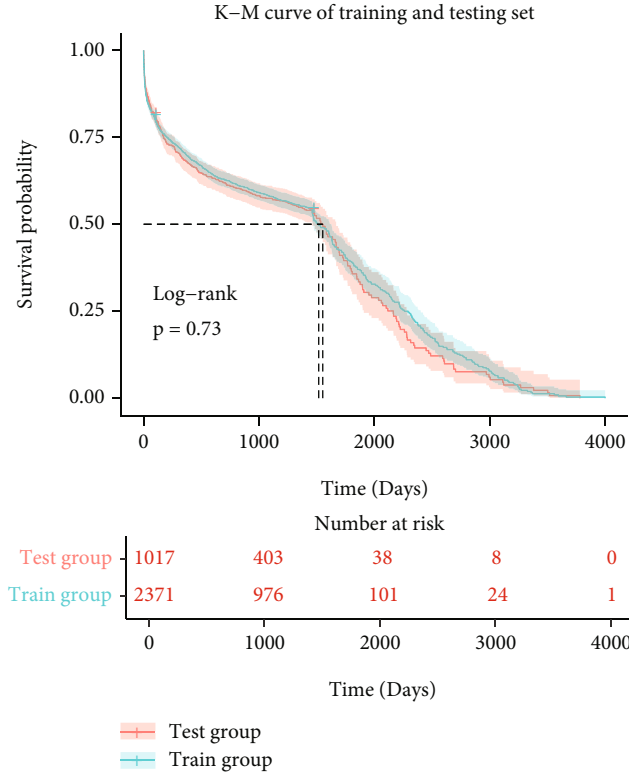 K–M curve of training and testing set
Survival probability
1.00
0.75
0.50
0.25
0.00
Log–rank
p = 0.73
0 1000 2000 3000 4000
Time (Days)
Number at risk
Test group 1017 403 38 8 0
Train group 2371 976 101 24 1
0 1000 2000 3000 4000
Time (Days)
Test group
Train group